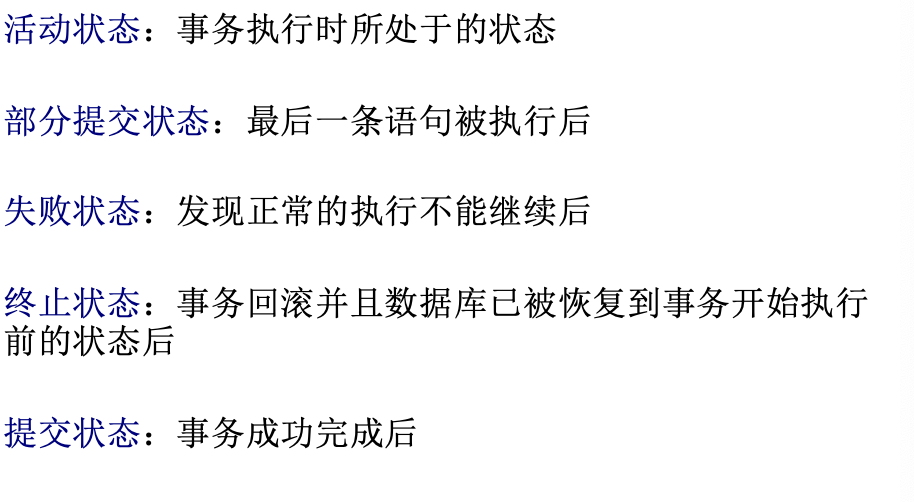 活动状态：事务执行时所处于的状态
部分提交状态：最后一条语句被执行后
失败状态：发现正常的执行不能继续后
终止状态：事务回滚并且数据库已被恢复到事务开始执行
前的状态后
提交状态：事务成功完成后